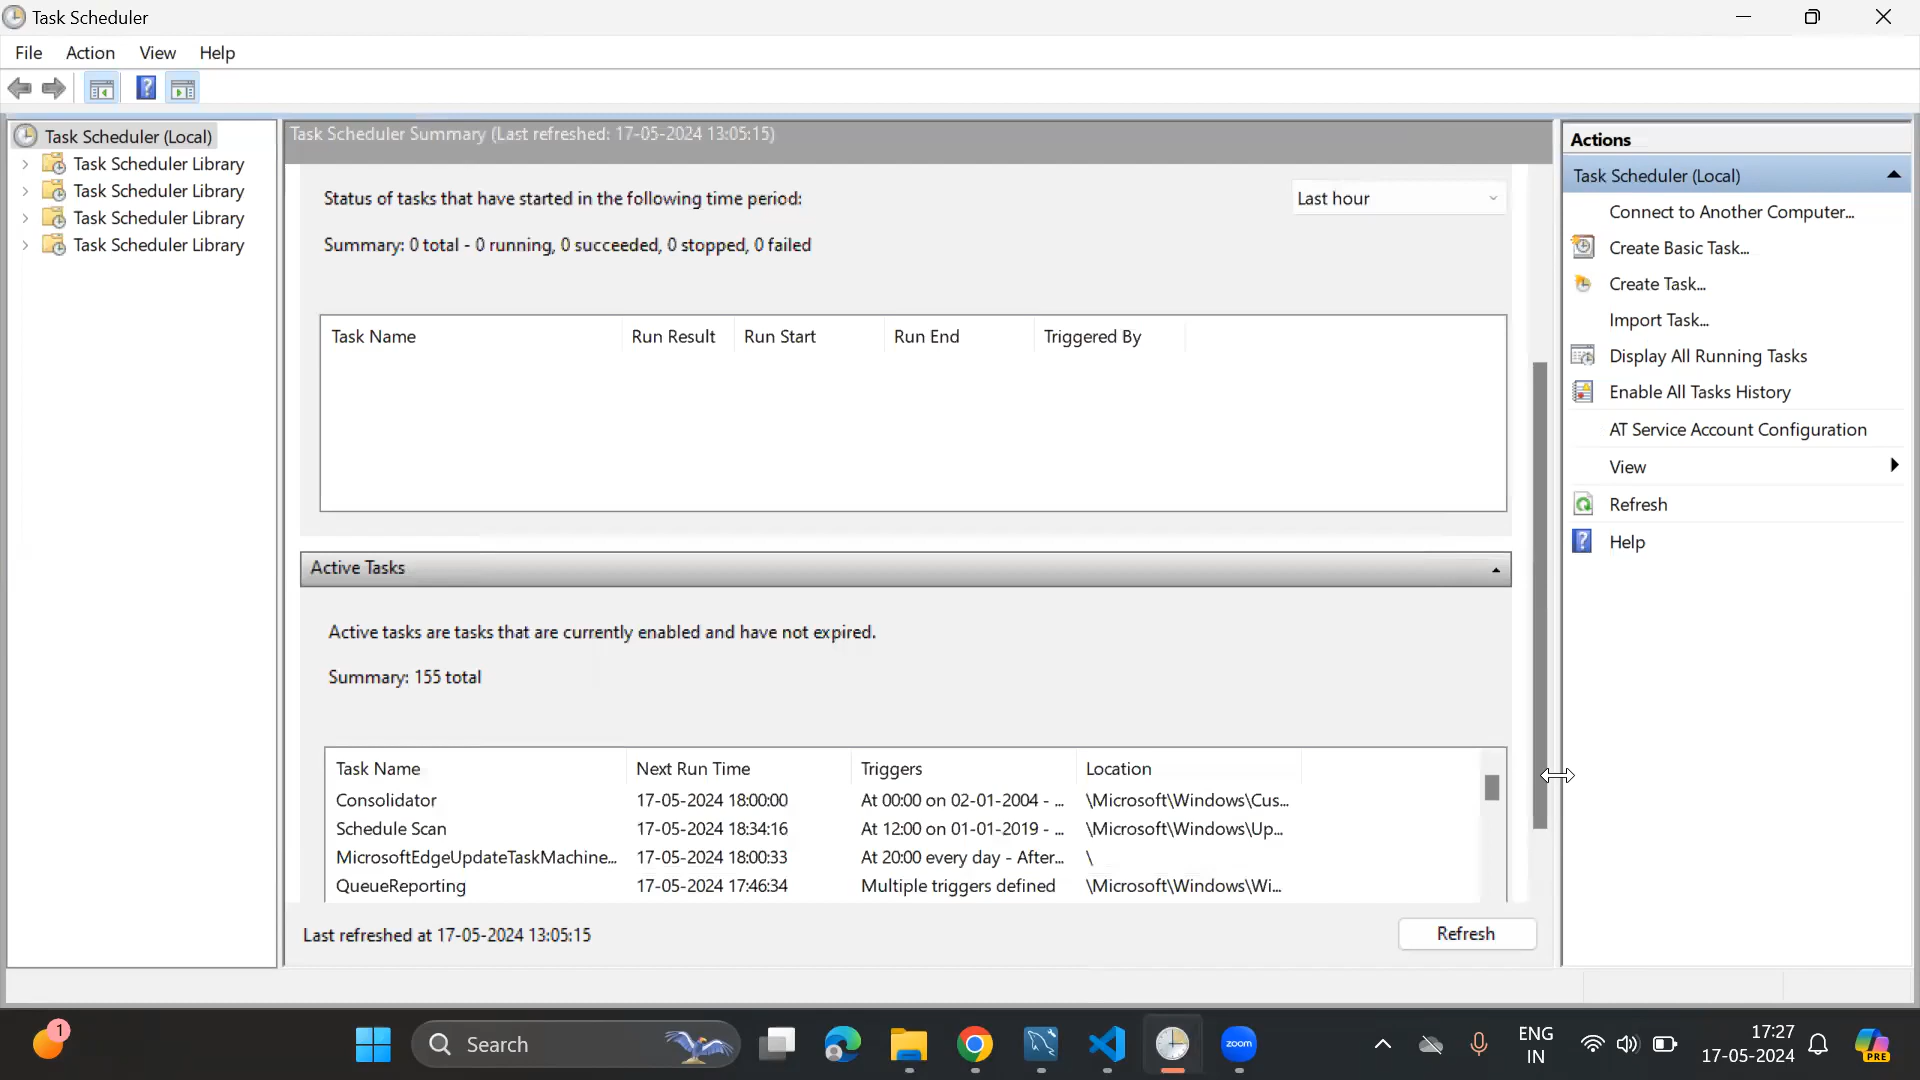 Task Scheduler
File Action View Help
Task Scheduler (Local)
Task Scheduler Library
Task Scheduler Library
Task Scheduler Library
Task Scheduler Library
Task Scheduler Summary (Last refreshed: 17-05-2024 13:05:15)
Status of tasks that have started in the following time period:
Last hour
Summary: 0 total - 0 running, 0 succeeded, 0 stopped, 0 failed
Task Name Run Result Run Start Run End Triggered By
Active Tasks
Active tasks are tasks that are currently enabled and have not expired.
Summary: 155 total
Task Name Next Run Time Triggers Location
Consolidator 17-05-2024 18:00:00 At 00:00 on 02-01-2004 - ... \Microsoft\Windows\Cus...
Schedule Scan 17-05-2024 18:34:16 At 12:00 on 01-01-2019 - ... \Microsoft\Windows\Up...
MicrosoftEdgeUpdateTaskMachine... 17-05-2024 18:00:33 At 20:00 every day - After... \
QueueReporting 17-05-2024 17:46:34 Multiple triggers defined \Microsoft\Windows\Wi...
Last refreshed at 17-05-2024 13:05:15
Refresh
Actions
Task Scheduler (Local)
Connect to Another Computer...
Create Basic Task...
Create Task...
Import Task...
Display All Running Tasks
Enable All Tasks History
AT Service Account Configuration
View
Refresh
? Help
1
Search
zoom
ENG
IN
17:27
17-05-2024
PRE